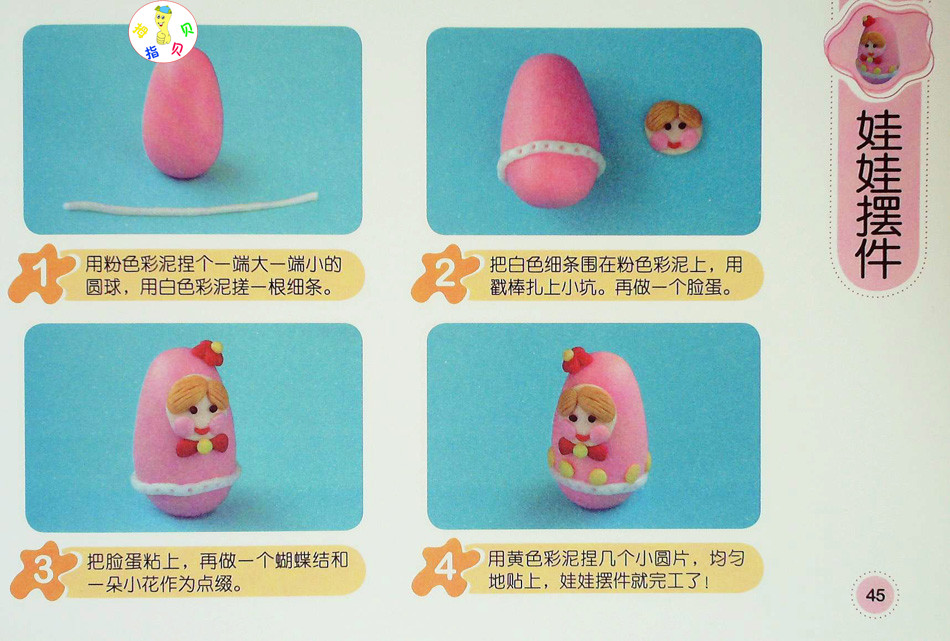 拇指贝贝
娃娃摆件
1
用粉色彩泥捏个一端大一端小的
圆球，用白色彩泥搓一根细条。
2
把白色细条围在粉色彩泥上，用
戳棒扎上小坑。再做一个脸蛋。
3
把脸蛋粘上，再做一个蝴蝶结和
一朵小花作为点缀。
4
用黄色彩泥捏几个小圆片，均匀
地贴上，娃娃摆件就完工了！
45